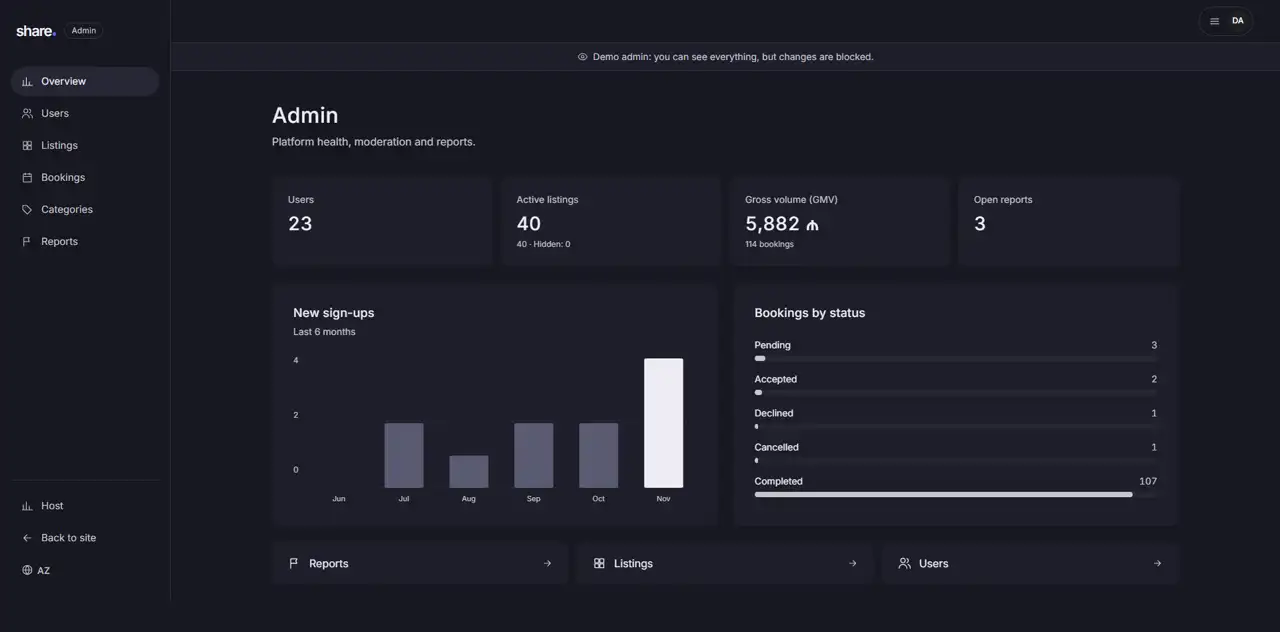 share. Admin
DA
Demo admin: you can see everything, but changes are blocked.
Overview
Users
Listings
Bookings
Categories
Reports
Host
Back to site
AZ
Admin
Platform health, moderation and reports.
Users
23
Active listings
40
40 · Hidden: 0
Gross volume (GMV)
5,882 ₼
114 bookings
Open reports
3
New sign-ups
Last 6 months
4
2
0
Jun Jul Aug Sep Oct Nov
Bookings by status
Pending 3
Accepted 2
Declined 1
Cancelled 1
Completed 107
Reports
Listings
Users